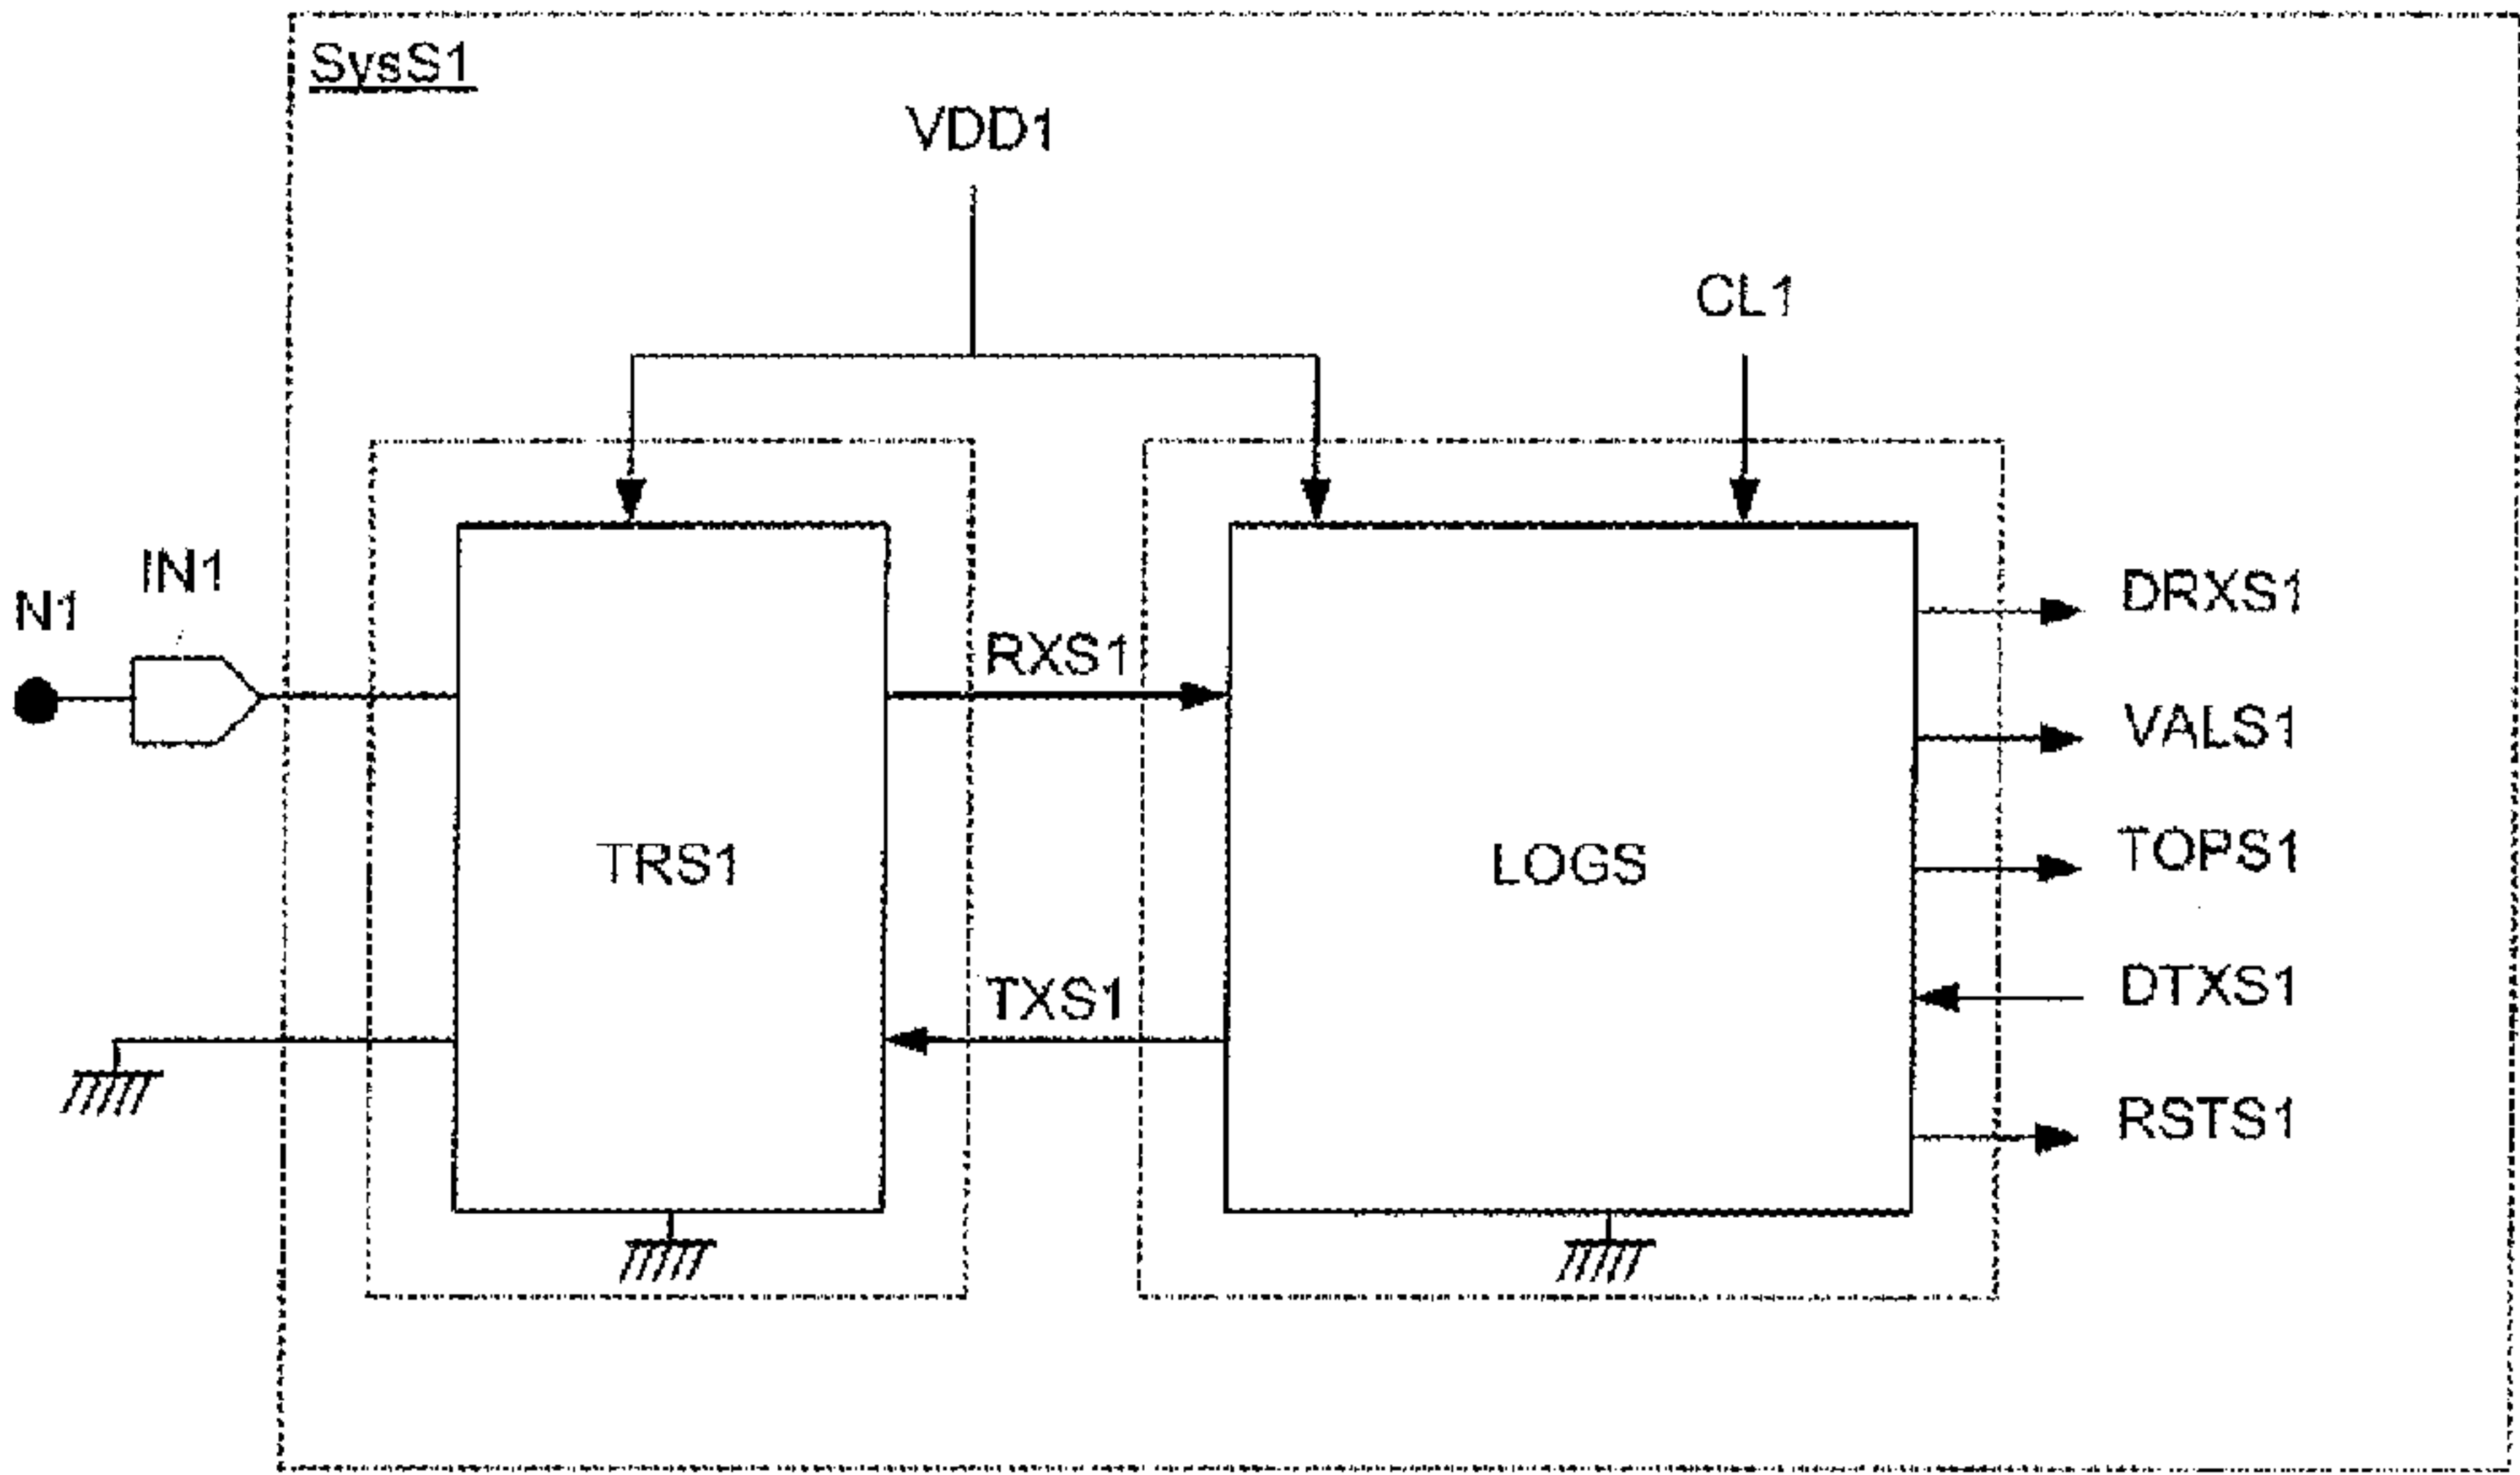 SysS1
VDD1
CL1
IN1
N1
DRXS1
RXS1
VALS1
TRS1
LOGS
TOPS1
TXS1
DTXS1
RSTS1